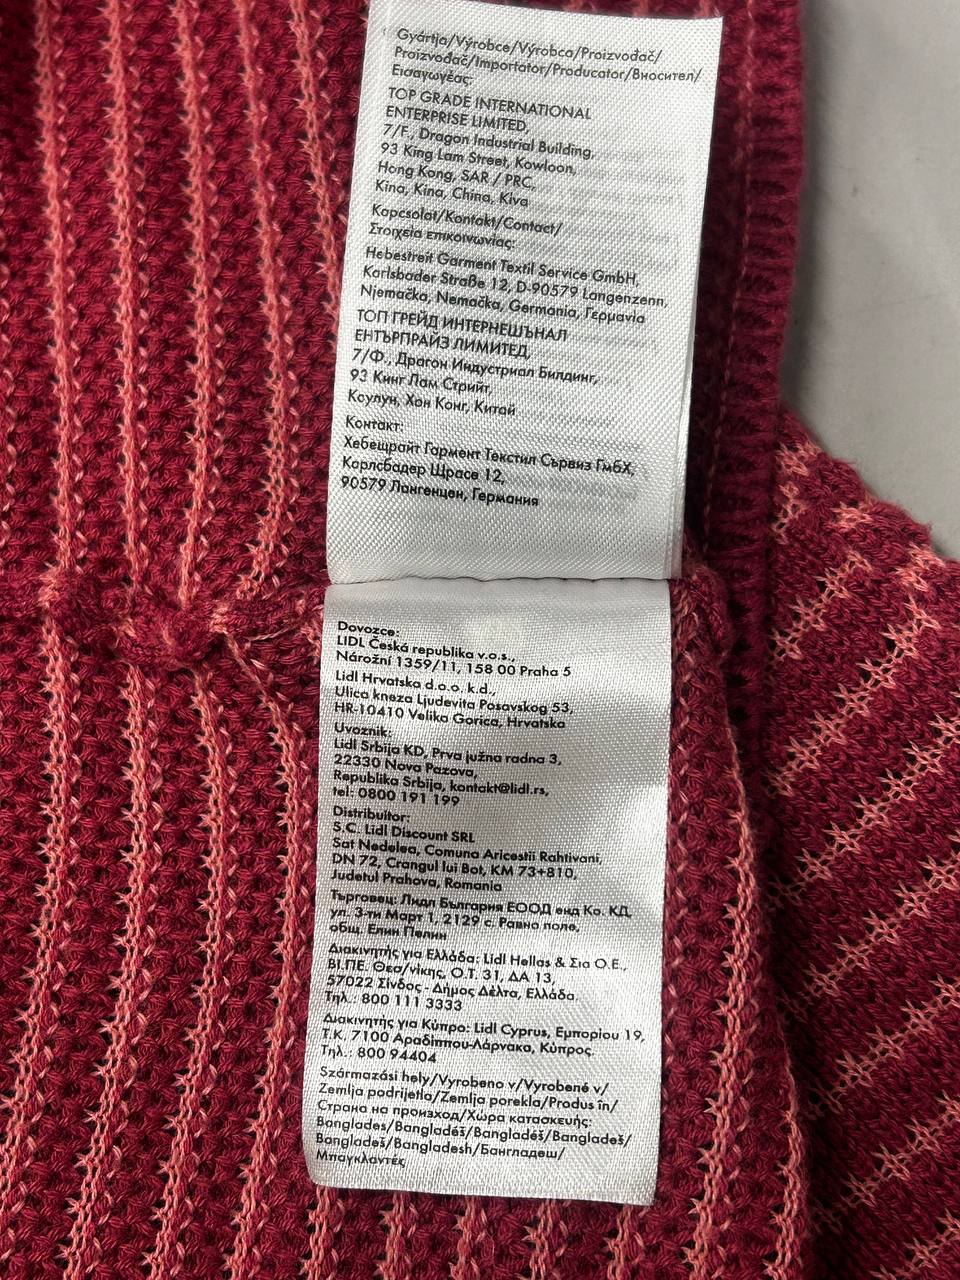 Gyártja/Výrobce/Výrobca/Proizvođač/
Proizvođač/Importator/Producator/Вносител/
Εισαγωγέας:
TOP GRADE INTERNATIONAL
ENTERPRISE LIMITED,
7/F., Dragon Industrial Building,
93 King Lam Street, Kowloon,
Hong Kong, SAR / PRC,
Kina, Kina, China, Kiva
Kapcsolat/Kontakt/Contact/
Στοιχεία επικοινωνίας:
Hebestreit Garment Textil Service GmbH,
Karlsbader Straße 12, D-90579 Langenzenn,
Njemačka, Nemačka, Germania, Γερμανία
ТОП ГРЕЙД ИНТЕРНЕШЪНАЛ
ЕНТЪРПРАЙЗ ЛИМИТЕД,
7/Ф., Драгон Индустриал Билдинг,
93 Кинг Лам Стрийт,
Коулун, Хон Конг, Китай
Контакт:
Хебещрайт Гармент Текстил Сървиз ГмбХ,
Карлсбадер Щрасе 12,
90579 Лангенцен, Германия
Dovozce:
LIDL Česká republika v.o.s.,
Nárožní 1359/11, 158 00 Praha 5
Lidl Hrvatska d.o.o. k.d.,
Ulica kneza Ljudevita Posavskog 53,
HR-10410 Velika Gorica, Hrvatska
Uvoznik:
Lidl Srbija KD, Prva južna radna 3,
22330 Nova Pazova,
Republika Srbija, kontakt@lidl.rs,
tel: 0800 191 199
Distribuitor:
S.C. Lidl Discount SRL
Sat Nedelea, Comuna Aricestii Rahtivani,
DN 72, Crangul lui Bot, KM 73+810,
Judetul Prahova, Romania
Търговец: Лидл България ЕООД енд Ко. КД,
ул. 3-ти Март 1, 2129 с. Равно поле,
общ. Елин Пелин
Διακινητής για Ελλάδα: Lidl Hellas & Σια Ο.Ε.,
ΒΙ.ΠΕ. Θεσ/νίκης, Ο.Τ. 31, ΔΑ 13,
57022 Σίνδος - Δήμος Δέλτα, Ελλάδα.
Τηλ.: 800 111 3333
Διακινητής για Κύπρο: Lidl Cyprus, Εμπορίου 19,
Τ.Κ. 7100 Αραδίππου-Λάρνακα, Κύπρος.
Τηλ.: 800 94404
Származási hely/Vyrobeno v/Vyrobené v/
Zemlja podrijetla/Zemlja porekla/Produs în/
Страна на произход/Χώρα κατασκευής:
Banglades/Bangladéš/Bangladéš/Bangladeš/
Bangladeš/Bangladesh/Бангладеш/
Μπαγκλαντές